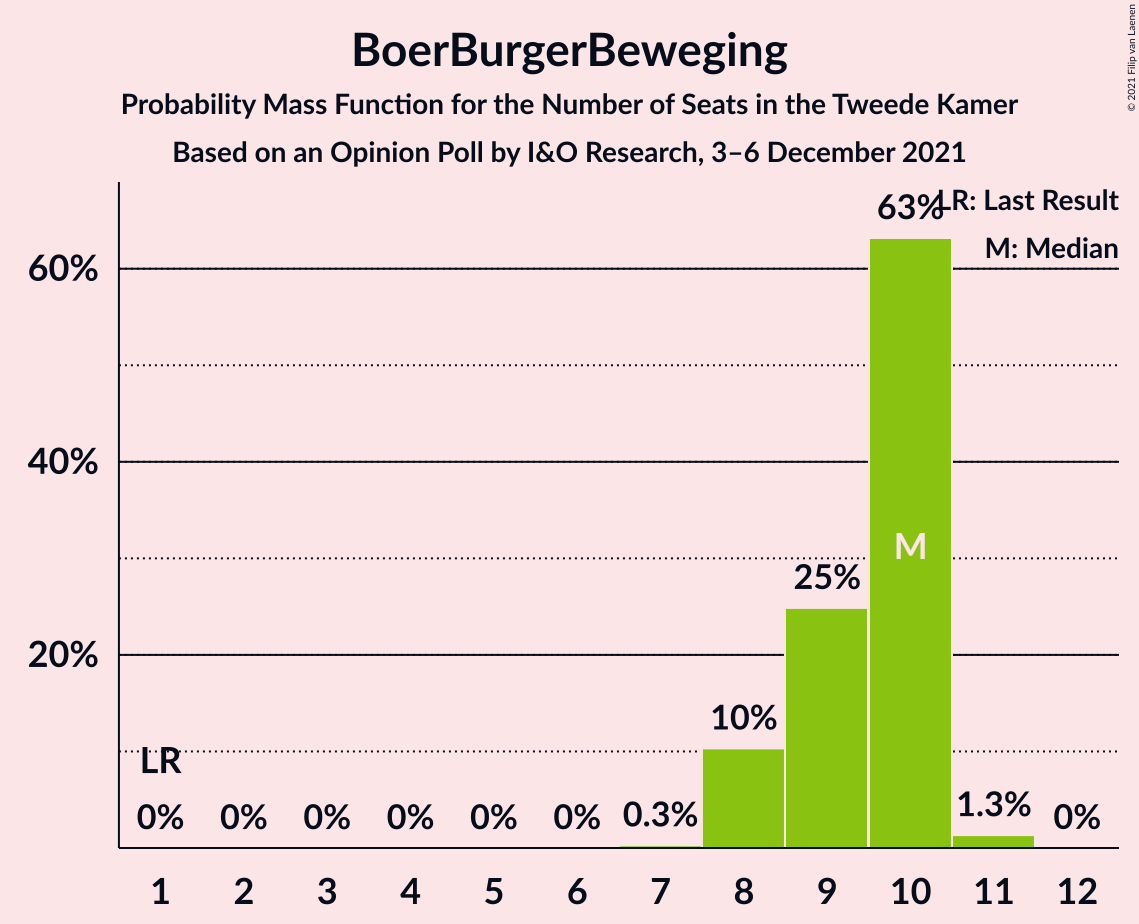 BoerBurgerBeweging
Probability Mass Function for the Number of Seats in the Tweede Kamer
Based on an Opinion Poll by I&O Research, 3–6 December 2021
© 2021 Filip van Laenen
LR: Last Result
M: Median
63%
60%
40%
M
25%
20%
10%
LR
0% 0% 0% 0% 0% 0% 0.3% 1.3% 0%
1 2 3 4 5 6 7 8 9 10 11 12